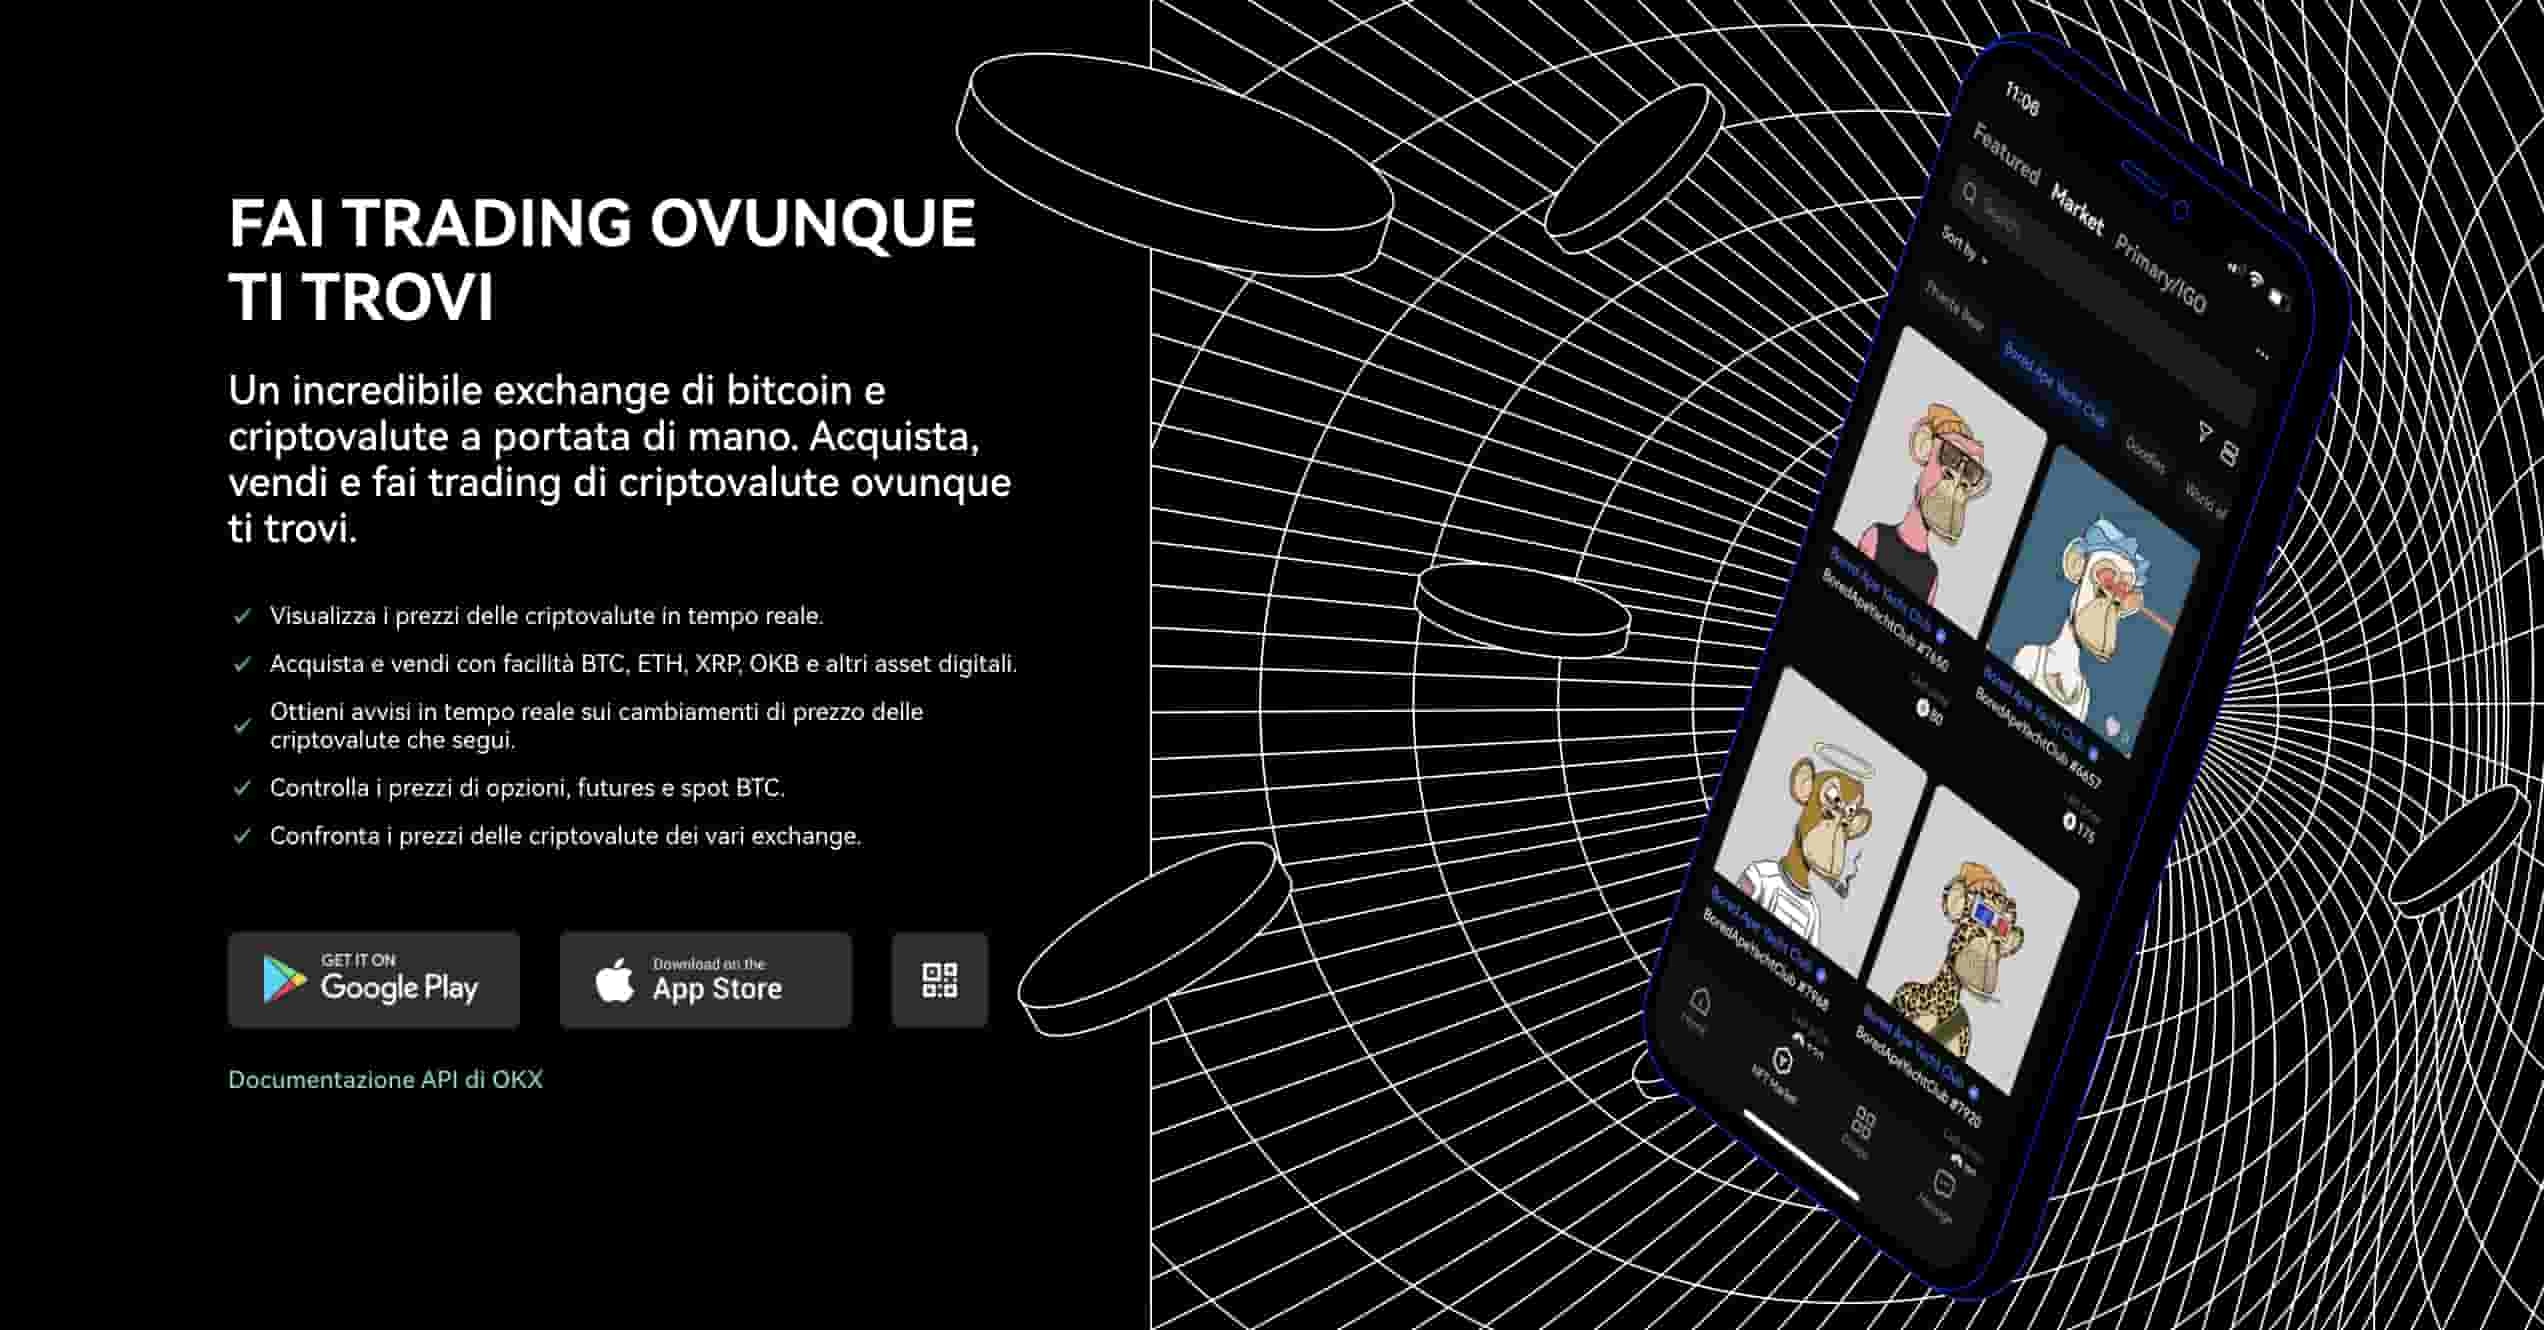 FAI TRADING OVUNQUE
TI TROVI
Un incredibile exchange di bitcoin e
criptovalute a portata di mano. Acquista,
vendi e fai trading di criptovalute ovunque
ti trovi.
Visualizza i prezzi delle criptovalute in tempo reale.
Acquista e vendi con facilità BTC, ETH, XRP, OKB e altri asset digitali.
Ottieni avvisi in tempo reale sui cambiamenti di prezzo delle
criptovalute che segui.
Controlla i prezzi di opzioni, futures e spot BTC.
Confronta i prezzi delle criptovalute dei vari exchange.
GET IT ON
Google Play
Download on the
App Store
Documentazione API di OKX
11:06
Featured Market Primary/IGO
Search
Sort by
Bored Ape Yacht Club Doodles World of
Bored Ape Yacht Club
BoredApeYachtClub #7650
80
Bored Ape Yacht Club
BoredApeYachtClub #6657
175
Bored Ape Yacht Club
BoredApeYachtClub #7968
Bored Ape Yacht Club
BoredApeYachtClub #7920
Home
NFT Market